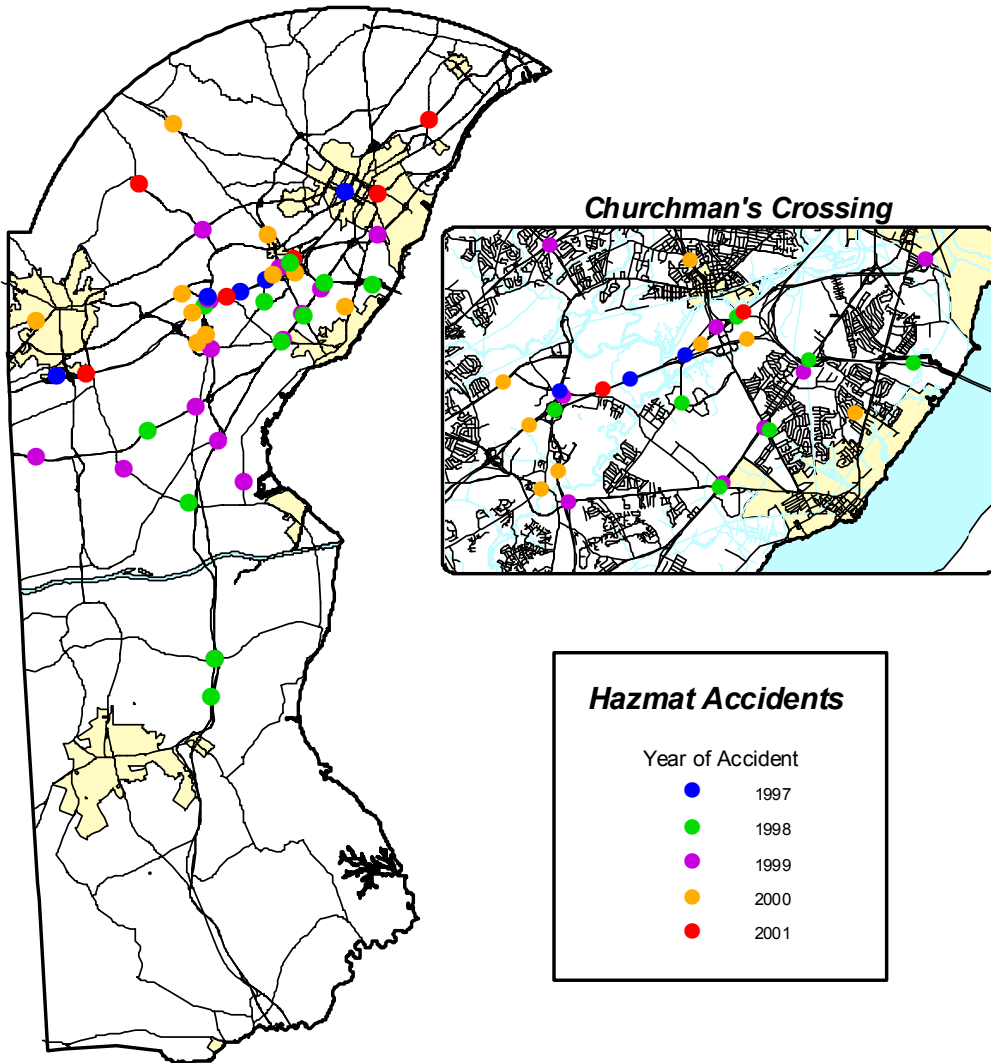 Churchman's Crossing
Hazmat Accidents
Year of Accident
1997
1998
1999
2000
2001